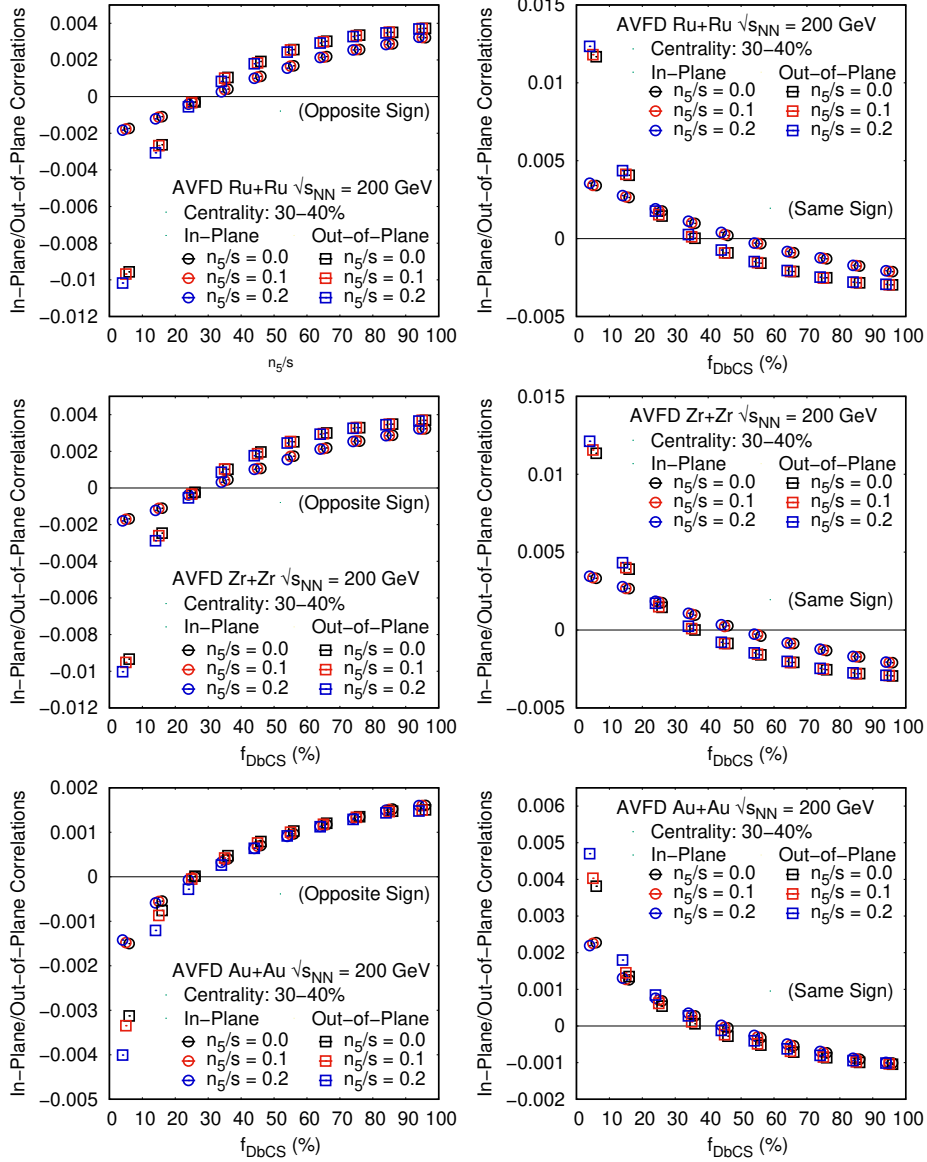 In−Plane/Out−of−Plane Correlations
0.004
0.002
0
−0.002
−0.004
−0.006
−0.008
−0.01
−0.012
(Opposite Sign)
AVFD Ru+Ru √sNN = 200 GeV
Centrality: 30−40%
In−Plane Out−of−Plane
n5/s = 0.0 n5/s = 0.0
n5/s = 0.1 n5/s = 0.1
n5/s = 0.2 n5/s = 0.2
0 10 20 30 40 50 60 70 80 90 100
n5/s
In−Plane/Out−of−Plane Correlations
0.015
0.01
0.005
0
−0.005
AVFD Ru+Ru √sNN = 200 GeV
Centrality: 30−40%
In−Plane Out−of−Plane
n5/s = 0.0 n5/s = 0.0
n5/s = 0.1 n5/s = 0.1
n5/s = 0.2 n5/s = 0.2
(Same Sign)
0 10 20 30 40 50 60 70 80 90 100
fDbCS (%)
In−Plane/Out−of−Plane Correlations
0.004
0.002
0
−0.002
−0.004
−0.006
−0.008
−0.01
−0.012
(Opposite Sign)
AVFD Zr+Zr √sNN = 200 GeV
Centrality: 30−40%
In−Plane Out−of−Plane
n5/s = 0.0 n5/s = 0.0
n5/s = 0.1 n5/s = 0.1
n5/s = 0.2 n5/s = 0.2
0 10 20 30 40 50 60 70 80 90 100
fDbCS (%)
In−Plane/Out−of−Plane Correlations
0.015
0.01
0.005
0
−0.005
AVFD Zr+Zr √sNN = 200 GeV
Centrality: 30−40%
In−Plane Out−of−Plane
n5/s = 0.0 n5/s = 0.0
n5/s = 0.1 n5/s = 0.1
n5/s = 0.2 n5/s = 0.2
(Same Sign)
0 10 20 30 40 50 60 70 80 90 100
fDbCS (%)
In−Plane/Out−of−Plane Correlations
0.002
0.001
0
−0.001
−0.002
−0.003
−0.004
−0.005
(Opposite Sign)
AVFD Au+Au √sNN = 200 GeV
Centrality: 30−40%
In−Plane Out−of−Plane
n5/s = 0.0 n5/s = 0.0
n5/s = 0.1 n5/s = 0.1
n5/s = 0.2 n5/s = 0.2
0 10 20 30 40 50 60 70 80 90 100
fDbCS (%)
In−Plane/Out−of−Plane Correlations
0.006
0.005
0.004
0.003
0.002
0.001
0
−0.001
−0.002
AVFD Au+Au √sNN = 200 GeV
Centrality: 30−40%
In−Plane Out−of−Plane
n5/s = 0.0 n5/s = 0.0
n5/s = 0.1 n5/s = 0.1
n5/s = 0.2 n5/s = 0.2
(Same Sign)
0 10 20 30 40 50 60 70 80 90 100
fDbCS (%)